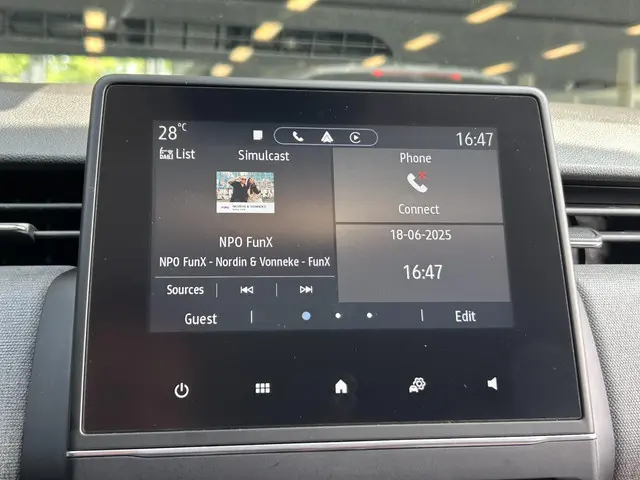 28°C
16:47
List
Simulcast
NPO FunX
NPO FunX - Nordin & Vonneke - FunX
Sources
Phone
Connect
18-06-2025
16:47
Guest
Edit